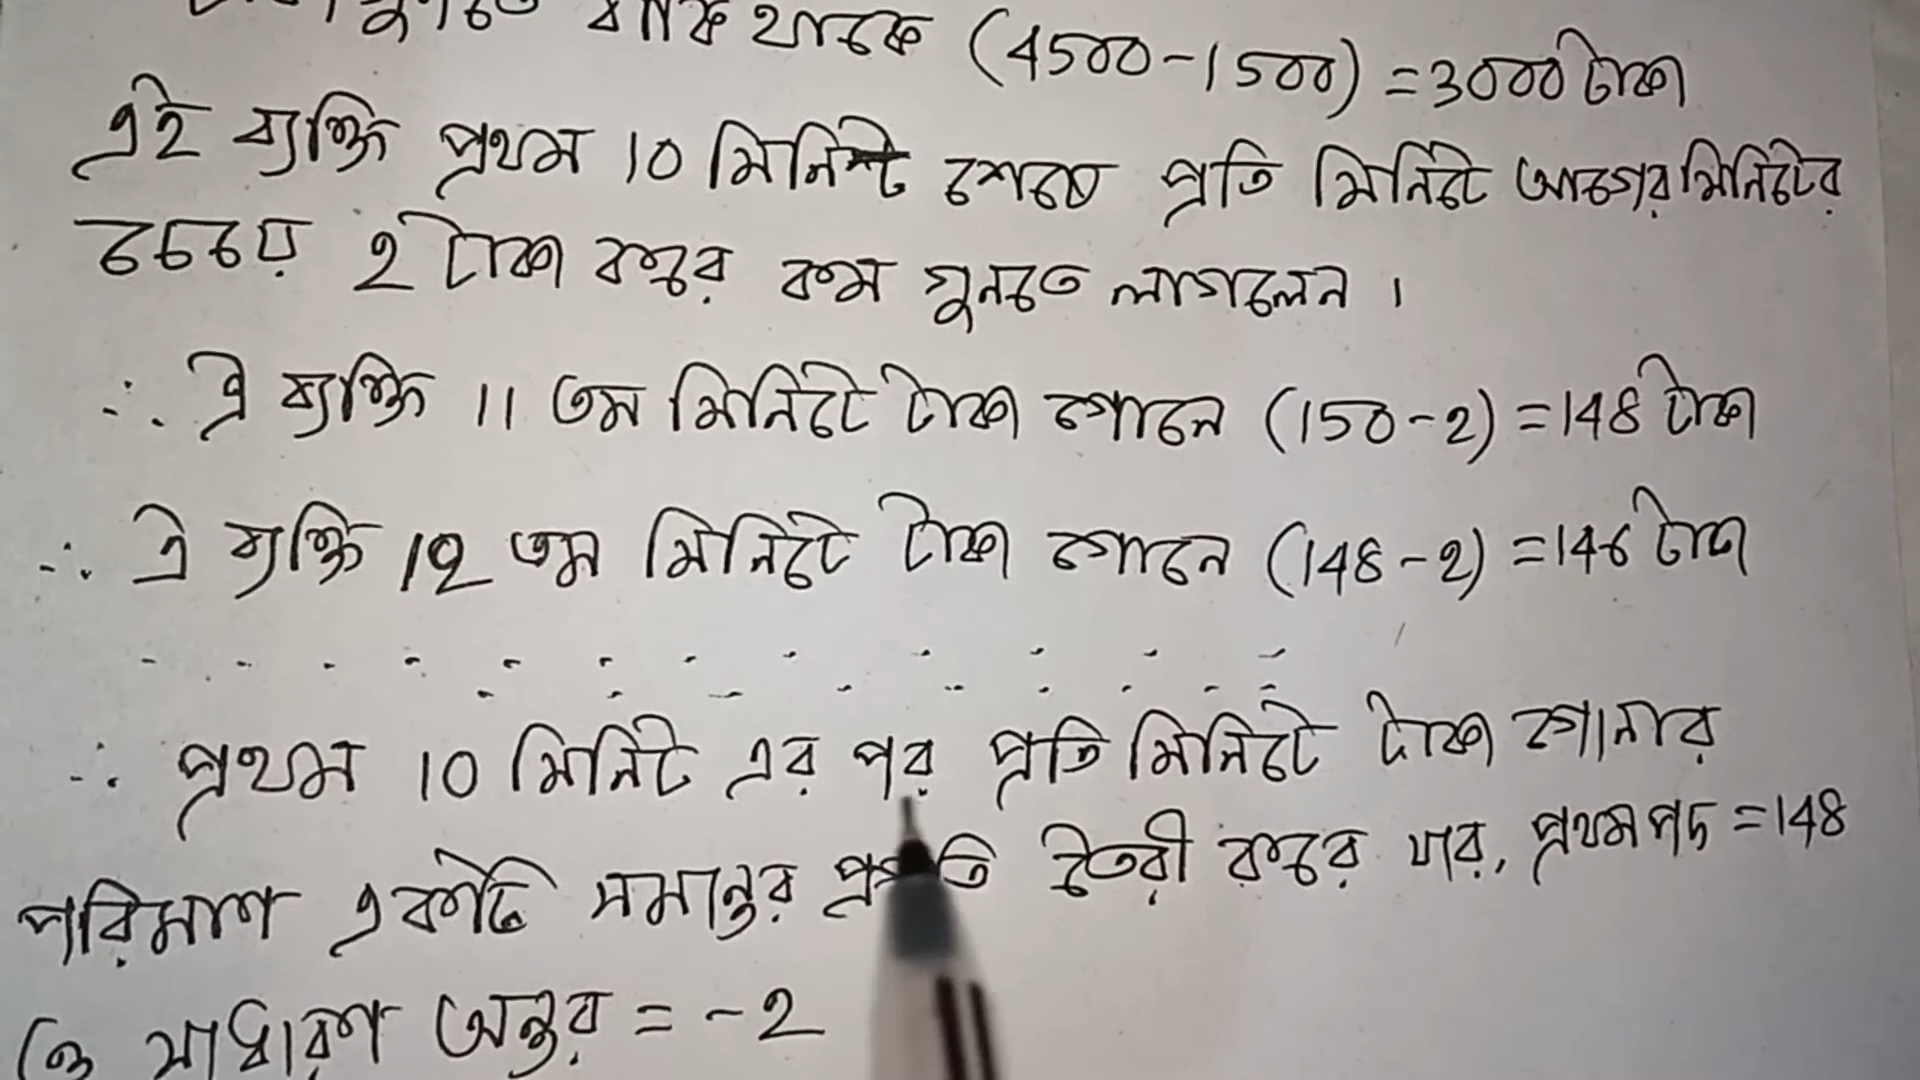 গুণতে বাকি থাকে (4500-1500) = 3000 টাকা
এই ব্যক্তি প্রথম 10 মিনিট শেষে প্রতি মিনিটে আগের মিনিটের
চেয়ে 2 টাকা করে কম গুনতে লাগলেন ।
∴ ঐ ব্যক্তি 11 তম মিনিটে টাকা গোনে (150-2) = 148 টাকা
∴ ঐ ব্যক্তি 12 তম মিনিটে টাকা গোনে (148-2) = 146 টাকা
∴ প্রথম 10 মিনিট এর পর প্রতি মিনিটে টাকা গোনার
পরিমাণ একটি সমান্তর প্রগতি তৈরী করে যার, প্রথম পদ = 148
ও সাধারণ অন্তর = -2